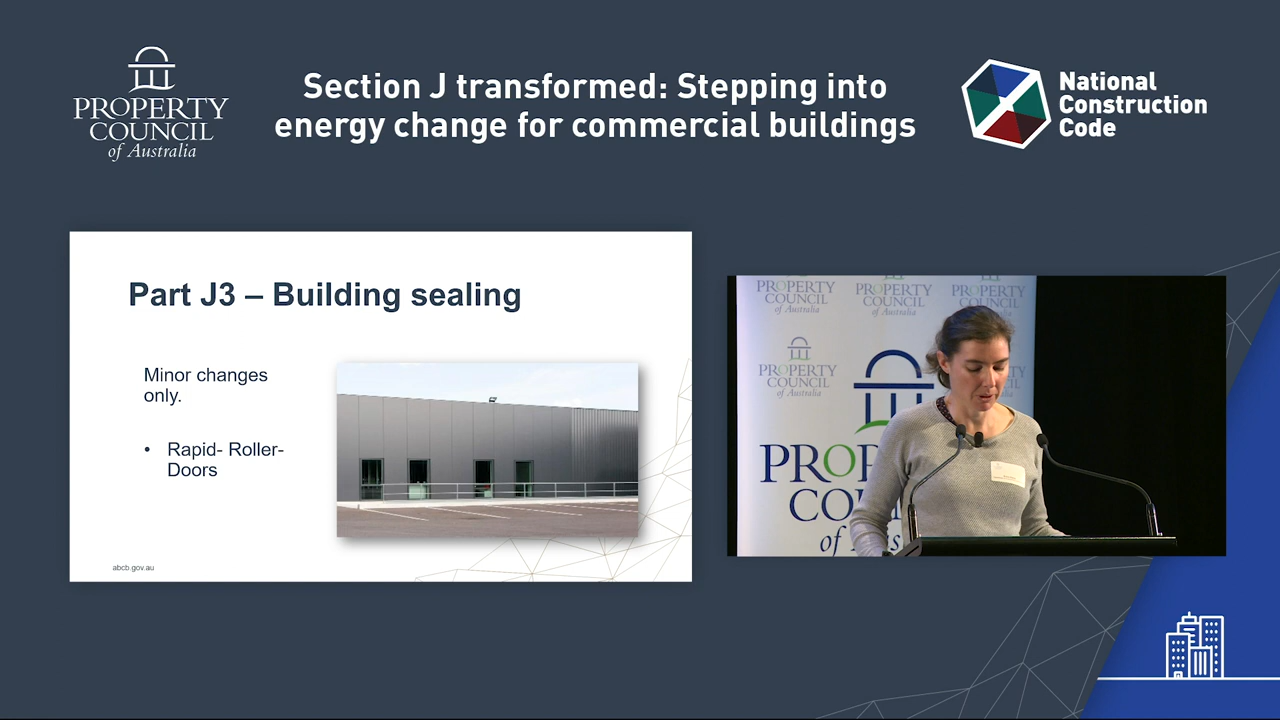 PROPERTY
COUNCIL
of Australia
Section J transformed: Stepping into
energy change for commercial buildings
National
Construction
Code
Part J3 – Building sealing
Minor changes
only.
• Rapid- Roller-
Doors
abcb.gov.au
PROPERTY
COUNCIL
of Australia
PROPERTY
COUNCIL
of Australia
PROPERTY
COUNCIL
of Australia
PROPERTY
COUNCIL
of Australia